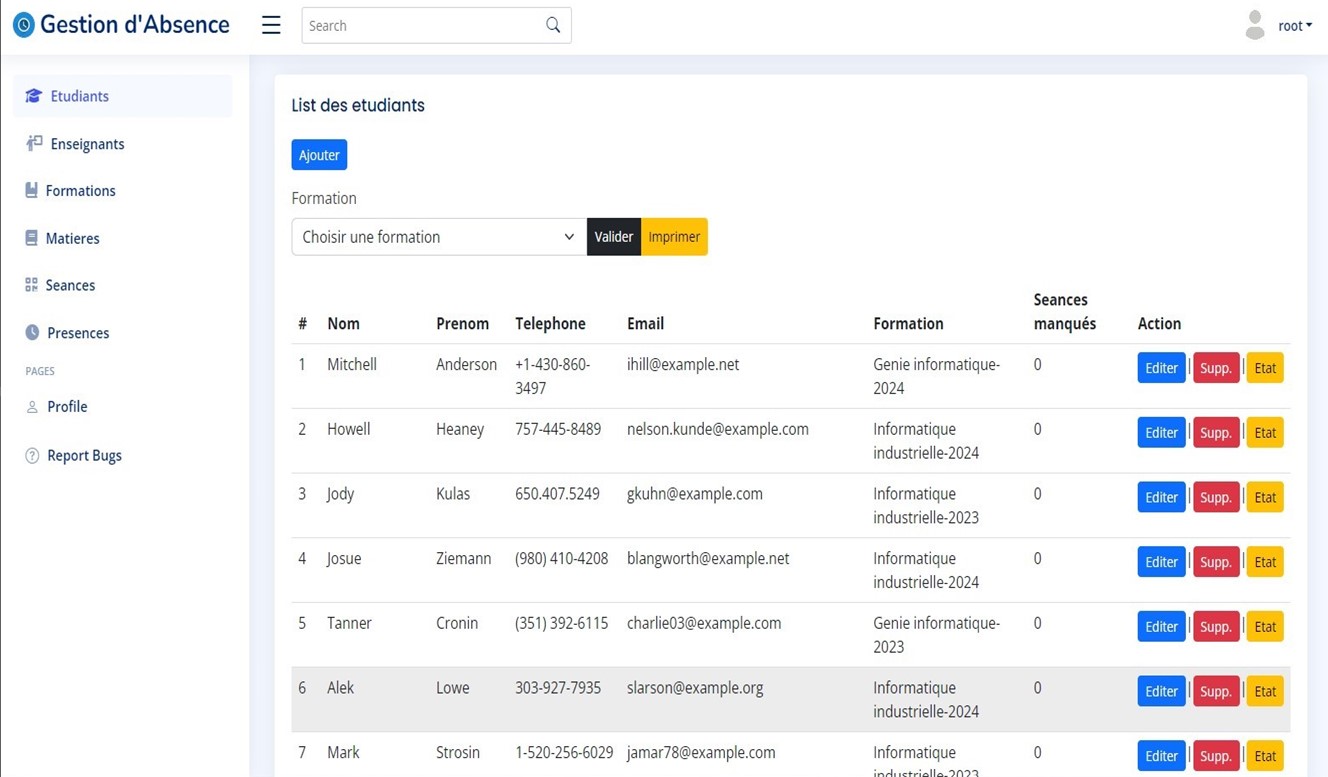 Gestion d'Absence
Search
root
Etudiants
Enseignants
Formations
Matieres
Seances
Presences
PAGES
Profile
Report Bugs
List des etudiants
Ajouter
Formation
Choisir une formation Valider Imprimer
# Nom Prenom Telephone Email Formation Seances manqués Action
1 Mitchell Anderson +1-430-860-3497 ihill@example.net Genie informatique-2024 0 Editer | Supp. | Etat
2 Howell Heaney 757-445-8489 nelson.kunde@example.com Informatique industrielle-2024 0 Editer | Supp. | Etat
3 Jody Kulas 650.407.5249 gkuhn@example.com Informatique industrielle-2023 0 Editer | Supp. | Etat
4 Josue Ziemann (980) 410-4208 blangworth@example.net Informatique industrielle-2024 0 Editer | Supp. | Etat
5 Tanner Cronin (351) 392-6115 charlie03@example.com Genie informatique-2023 0 Editer | Supp. | Etat
6 Alek Lowe 303-927-7935 slarson@example.org Informatique industrielle-2024 0 Editer | Supp. | Etat
7 Mark Strosin 1-520-256-6029 jamar78@example.com Informatique industrielle-2023 0 Editer | Supp. | Etat